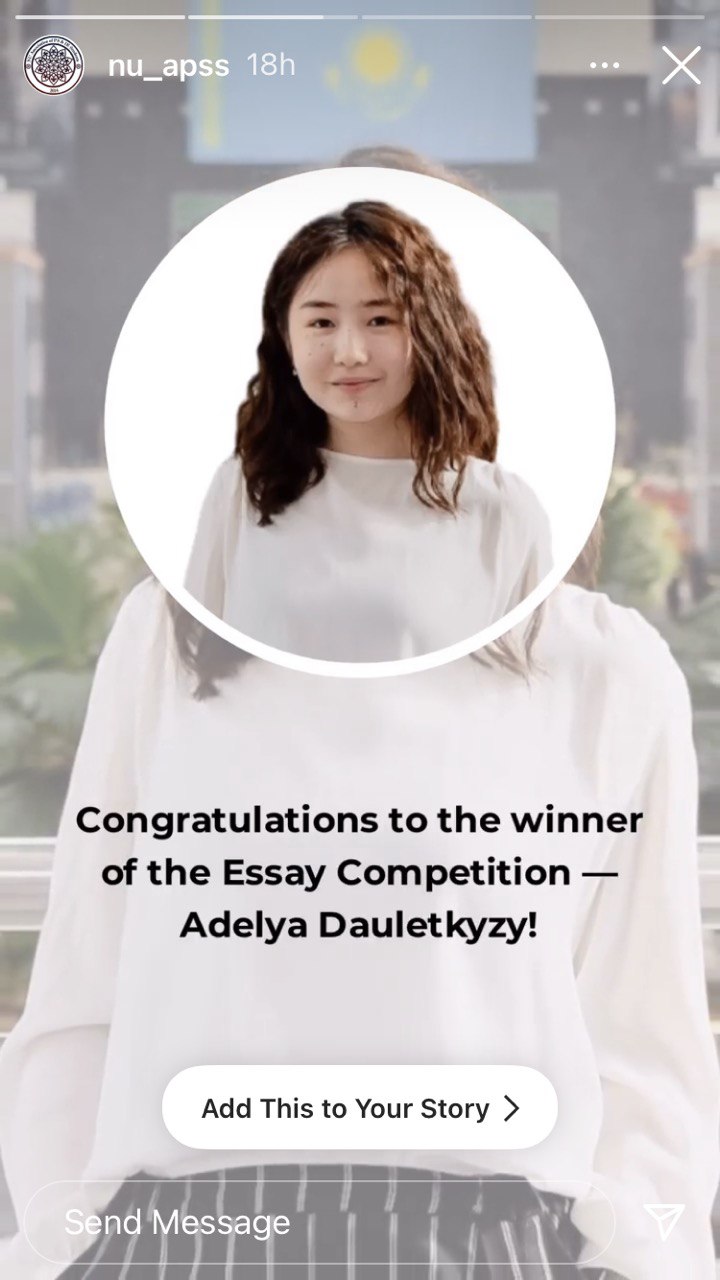 nu_apss 18h
Congratulations to the winner
of the Essay Competition —
Adelya Dauletkyzy!
Add This to Your Story
Send Message